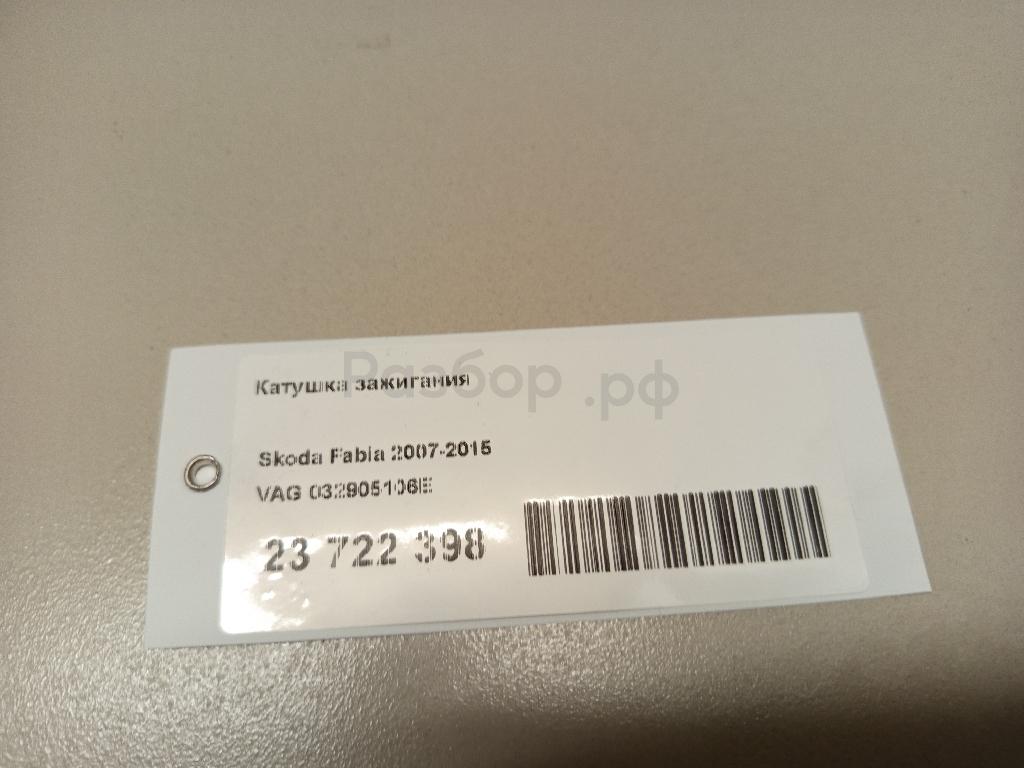 Разбор.рф
Катушка зажигания
Skoda Fabia 2007-2015
VAG 032905106E
23 722 398